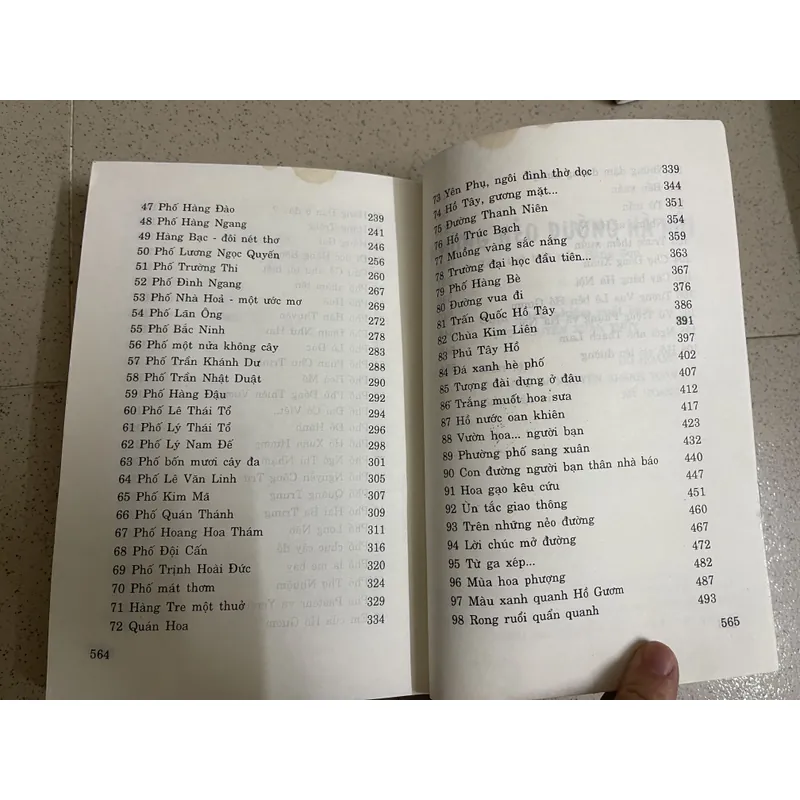 47 Phố Hàng Đào
48 Phố Hàng Ngang 239
49 Hàng Bạc - đôi nét thơ 241
50 Phố Lương Ngọc Quyến 246
51 Phố Trường Thi 256
52 Phố Đình Ngang 260
53 Phố Nhà Hoả - một ước mơ 267
54 Phố Lãn Ông 272
55 Phố Bắc Ninh 278
56 Phố một nửa không cây 283
57 Phố Trần Khánh Dư 288
58 Phố Trần Nhật Duật 290
59 Phố Hàng Đậu 292
60 Phố Lê Thái Tổ 294
61 Phố Lý Thái Tổ 296
62 Phố Lý Nam Đế 298
63 Phố bốn mươi cây đa 301
64 Phố Lê Văn Linh 305
65 Phố Kim Mã 307
66 Phố Quán Thánh 309
67 Phố Hoang Hoa Thám 311
68 Phố Đội Cấn 316
69 Phố Trịnh Hoài Đức 320
70 Phố mát thơm 324
71 Hàng Tre một thuở 329
72 Quán Hoa 334
564
73 Yên Phụ, ngôi đình thờ dọc 339
74 Hồ Tây, gương mặt... 344
75 Đường Thanh Niên 351
76 Hồ Trúc Bạch 354
77 Muồng vàng sắc nắng 359
78 Trường đại học đầu tiên... 363
79 Phố Hàng Bè 367
80 Đường vua đi 376
81 Trấn Quốc Hồ Tây 386
82 Chùa Kim Liên 391
83 Phủ Tây Hồ 397
84 Đá xanh hè phố 402
85 Tượng đài dựng ở đâu 407
86 Trắng muốt hoa sưa 412
87 Hồ nước oan khiên 417
88 Vườn họa... người bạn 423
89 Phường phố sang xuân 432
90 Con đường người bạn thân nhà báo 440
91 Hoa gạo kêu cứu 447
92 Ùn tắc giao thông 451
93 Trên những nẻo đường 460
94 Lời chúc mở đường 467
95 Từ ga xép... 472
96 Mùa hoa phượng 482
97 Màu xanh quanh Hồ Gươm 487
98 Rong ruổi quẩn quanh 493
565